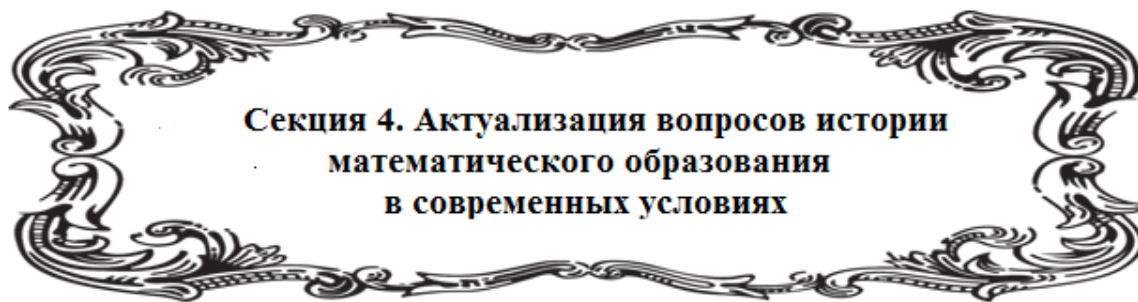 Секция 4. Актуализация вопросов истории
математического образования
в современных условиях